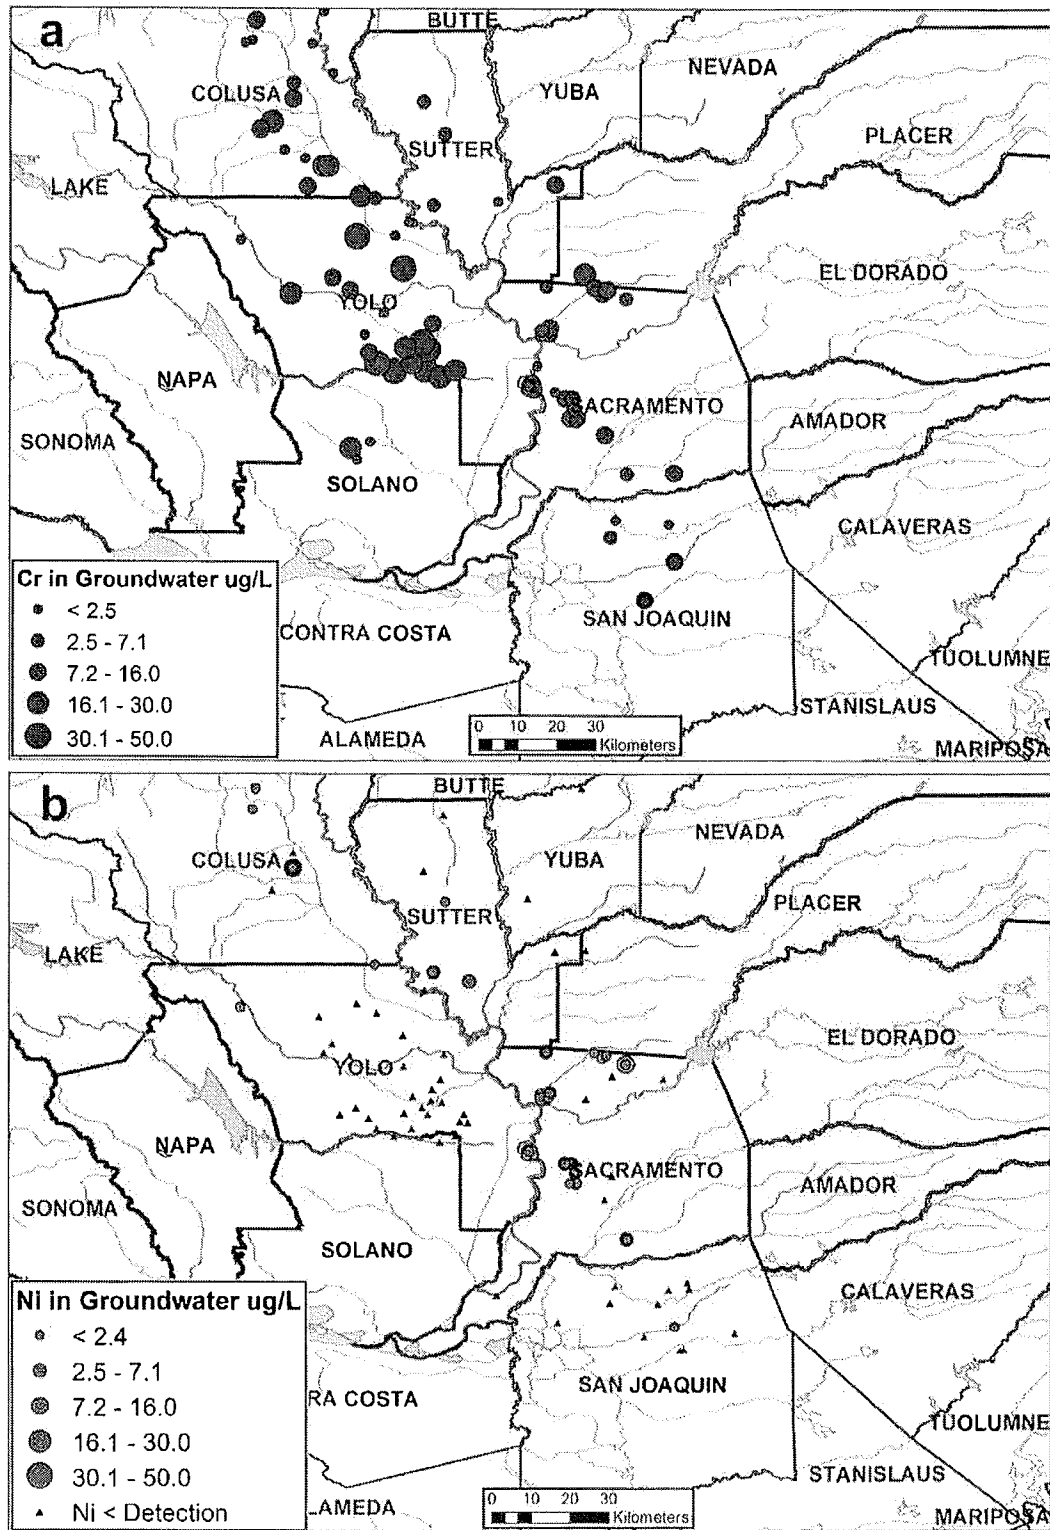 a
BUTTE
NEVADA
COLUSA
YUBA
PLACER
SUTTER
LAKE
EL DORADO
YOLO
NAPA
SACRAMENTO
AMADOR
SONOMA
SOLANO
CALAVERAS
Cr in Groundwater ug/L
< 2.5
2.5 - 7.1
7.2 - 16.0
16.1 - 30.0
30.1 - 50.0
CONTRA COSTA
SAN JOAQUIN
TUOLUMNE
STANISLAUS
0 10 20 30
Kilometers
ALAMEDA
MARIPOSA
b
BUTTE
NEVADA
COLUSA
YUBA
PLACER
SUTTER
LAKE
EL DORADO
YOLO
NAPA
SACRAMENTO
AMADOR
SONOMA
SOLANO
CALAVERAS
Ni in Groundwater ug/L
< 2.4
2.5 - 7.1
7.2 - 16.0
16.1 - 30.0
30.1 - 50.0
Ni < Detection
RA COSTA
SAN JOAQUIN
TUOLUMNE
STANISLAUS
0 10 20 30
Kilometers
LAMEDA
MARIPOSA